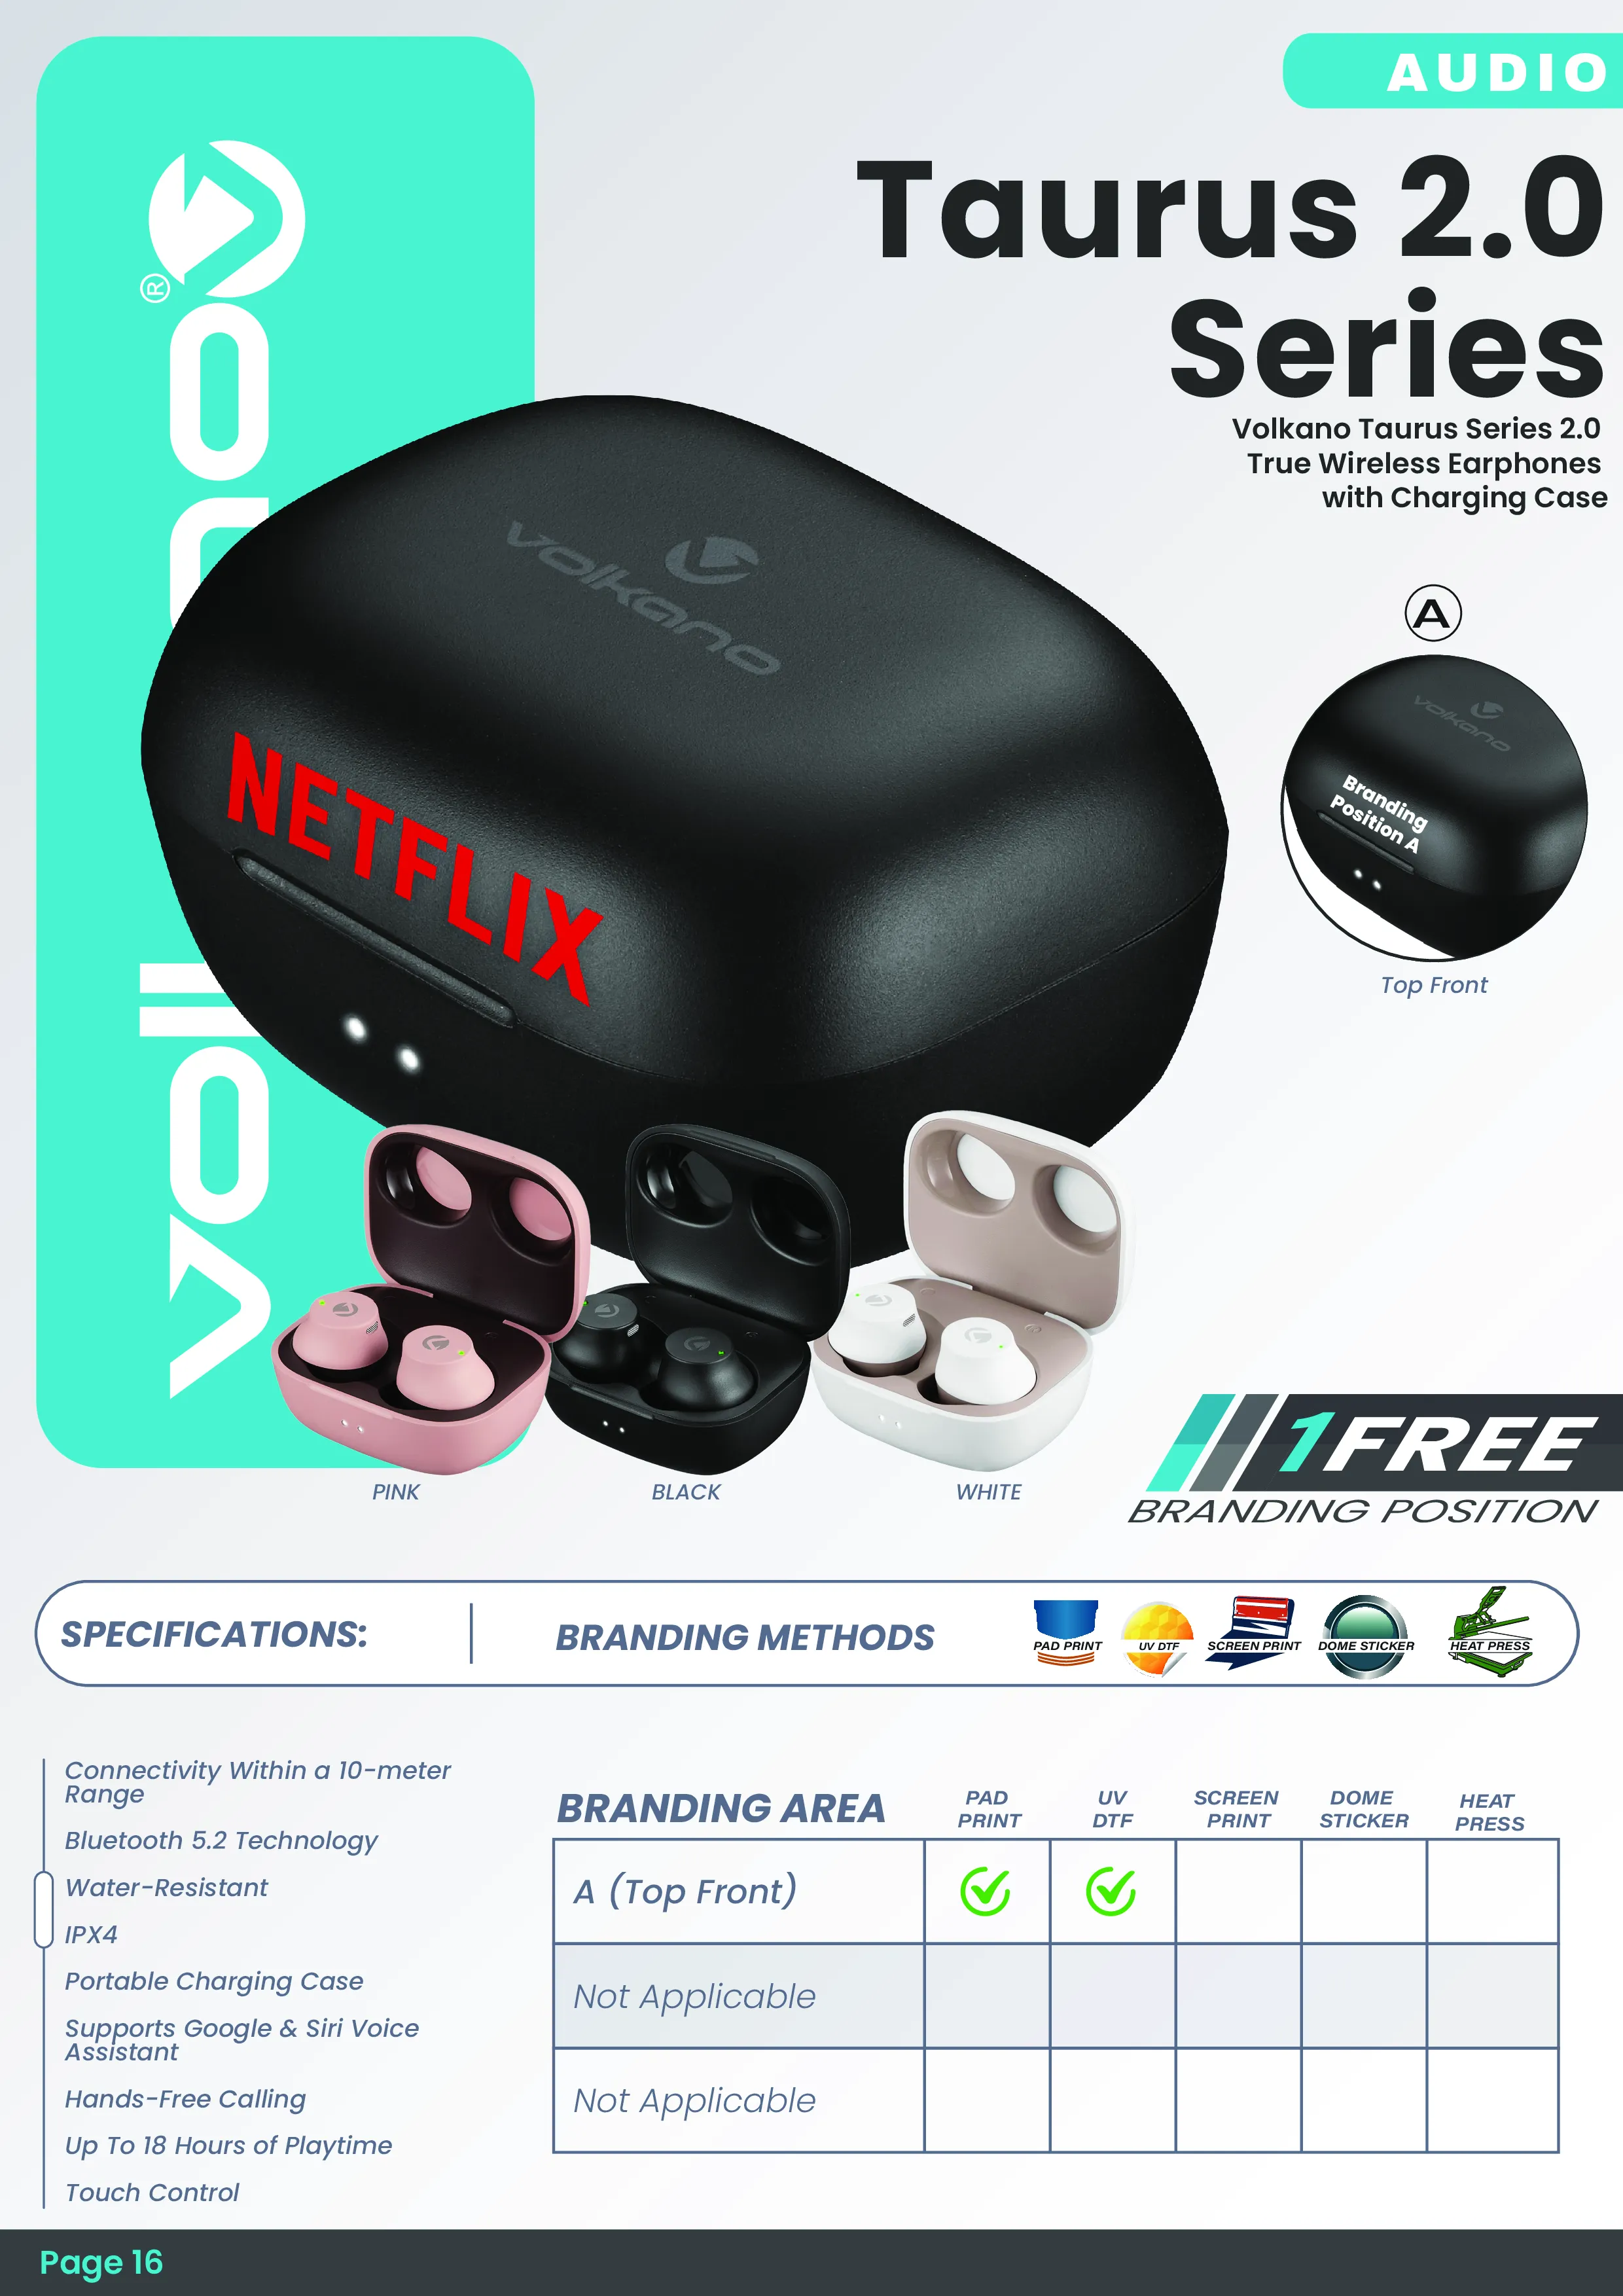 AUDIO
Taurus 2.0
Series
Volkano Taurus Series 2.0
True Wireless Earphones
with Charging Case
®
volkano
NETFLIX
A
volkano
Branding
Position A
Top Front
PINK
BLACK
WHITE
1 FREE
BRANDING POSITION
SPECIFICATIONS:
BRANDING METHODS
PAD PRINT
UV DTF
SCREEN PRINT
DOME STICKER
HEAT PRESS
Connectivity Within a 10-meter
Range
Bluetooth 5.2 Technology
Water-Resistant
IPX4
Portable Charging Case
Supports Google & Siri Voice
Assistant
Hands-Free Calling
Up To 18 Hours of Playtime
Touch Control
BRANDING AREA
PAD
PRINT
UV
DTF
SCREEN
PRINT
DOME
STICKER
HEAT
PRESS
A (Top Front)
Not Applicable
Not Applicable
Page 16